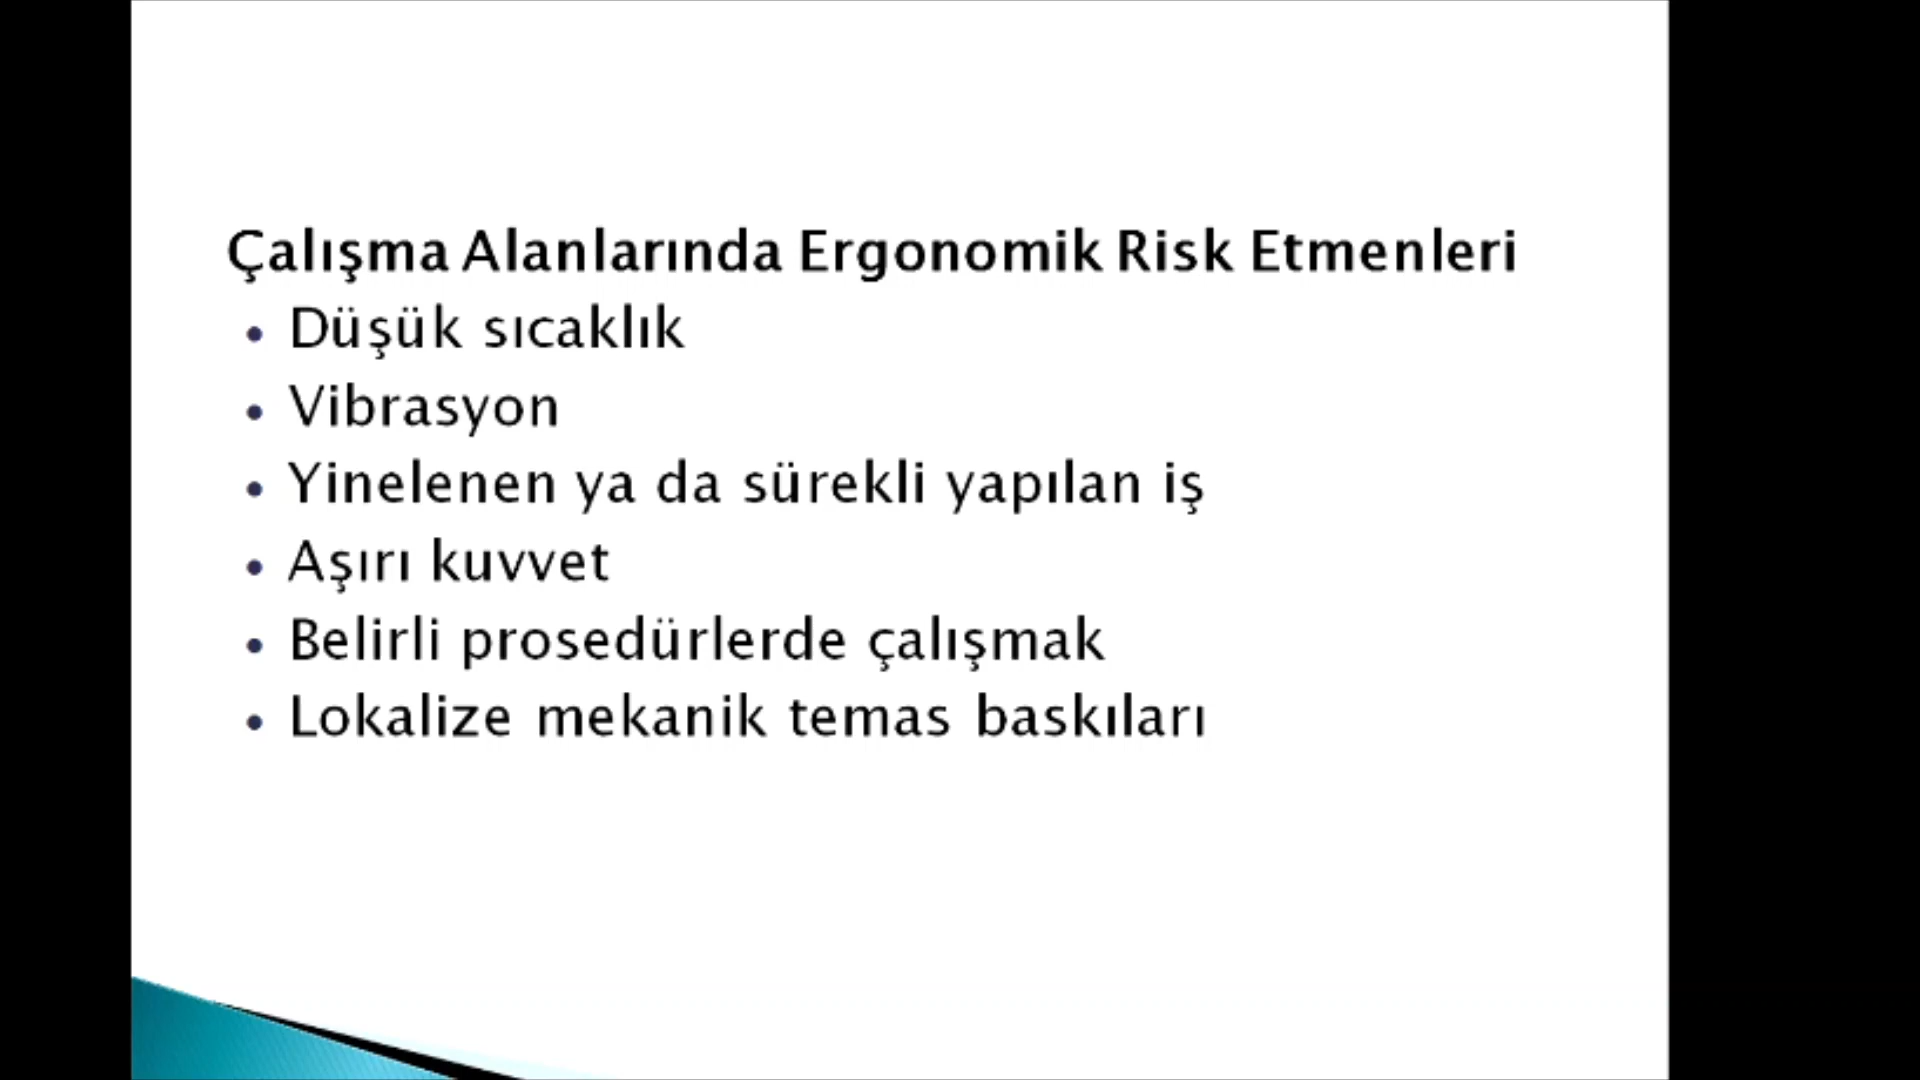 Çalışma Alanlarında Ergonomik Risk Etmenleri
• Düşük sıcaklık
• Vibrasyon
• Yinelenen ya da sürekli yapılan iş
• Aşırı kuvvet
• Belirli prosedürlerde çalışmak
• Lokalize mekanik temas baskıları